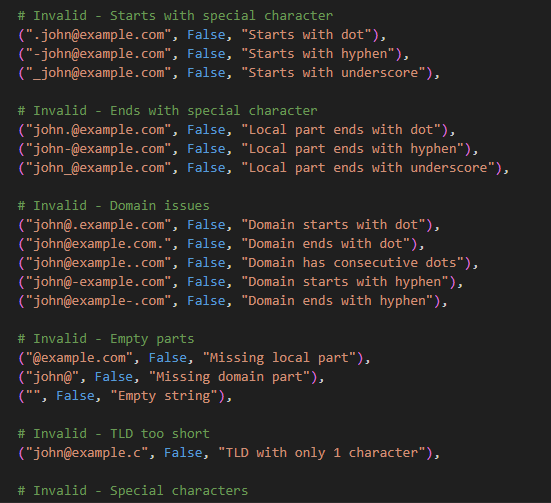 # Invalid - Starts with special character
(".john@example.com", False, "Starts with dot"),
("-john@example.com", False, "Starts with hyphen"),
("_john@example.com", False, "Starts with underscore"),
# Invalid - Ends with special character
("john.@example.com", False, "Local part ends with dot"),
("john-@example.com", False, "Local part ends with hyphen"),
("john_@example.com", False, "Local part ends with underscore"),
# Invalid - Domain issues
("john@.example.com", False, "Domain starts with dot"),
("john@example.com.", False, "Domain ends with dot"),
("john@example..com", False, "Domain has consecutive dots"),
("john@-example.com", False, "Domain starts with hyphen"),
("john@example-.com", False, "Domain ends with hyphen"),
# Invalid - Empty parts
("@example.com", False, "Missing local part"),
("john@", False, "Missing domain part"),
("", False, "Empty string"),
# Invalid - TLD too short
("john@example.c", False, "TLD with only 1 character"),
# Invalid - Special characters